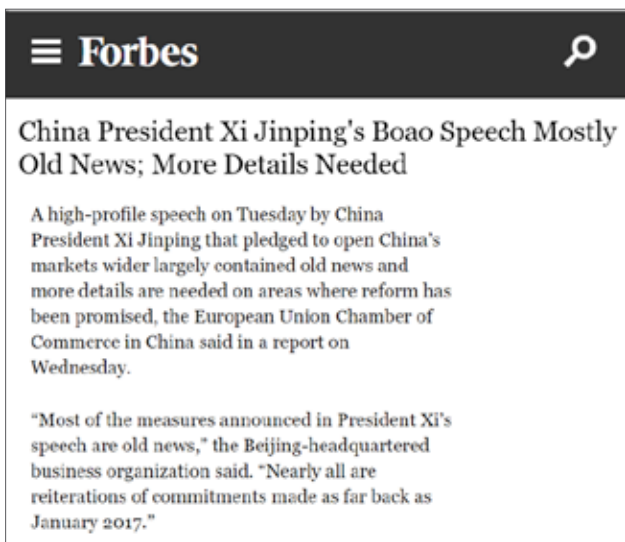 Forbes
China President Xi Jinping's Boao Speech Mostly
Old News; More Details Needed
A high-profile speech on Tuesday by China
President Xi Jinping that pledged to open China's
markets wider largely contained old news and
more details are needed on areas where reform has
been promised, the European Union Chamber of
Commerce in China said in a report on
Wednesday.
“Most of the measures announced in President Xi's
speech are old news,” the Beijing-headquartered
business organization said. “Nearly all are
reiterations of commitments made as far back as
January 2017.”